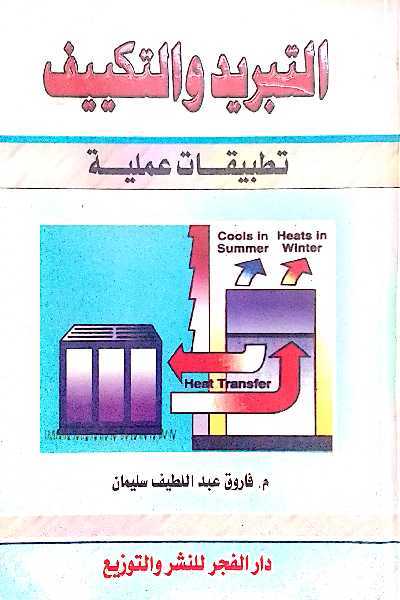 التبريد والتكييف
تطبيقات عملية
Cools in Summer
Heats in Winter
Heat Transfer
م. فاروق عبد اللطيف سليمان
دار الفجر للنشر والتوزيع